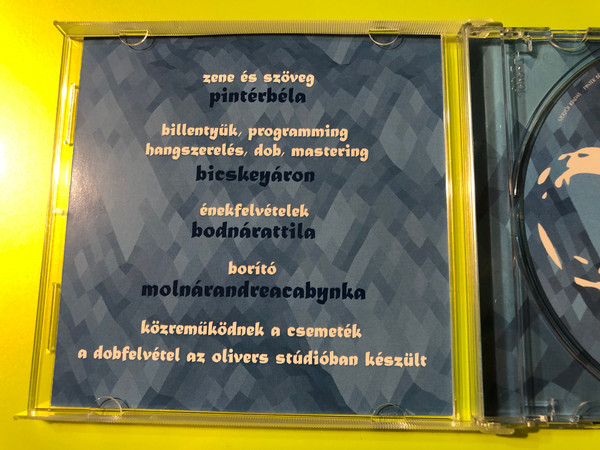 zene és szöveg
pintérbéla
billentyűk, programming
hangszerelés, dob, mastering
bicskeyáron
énekfelvételek
bodnárattila
borító
molnárandreacabynka
közreműködnek a csemeték
a dobfelvétel az olivers stúdióban készült